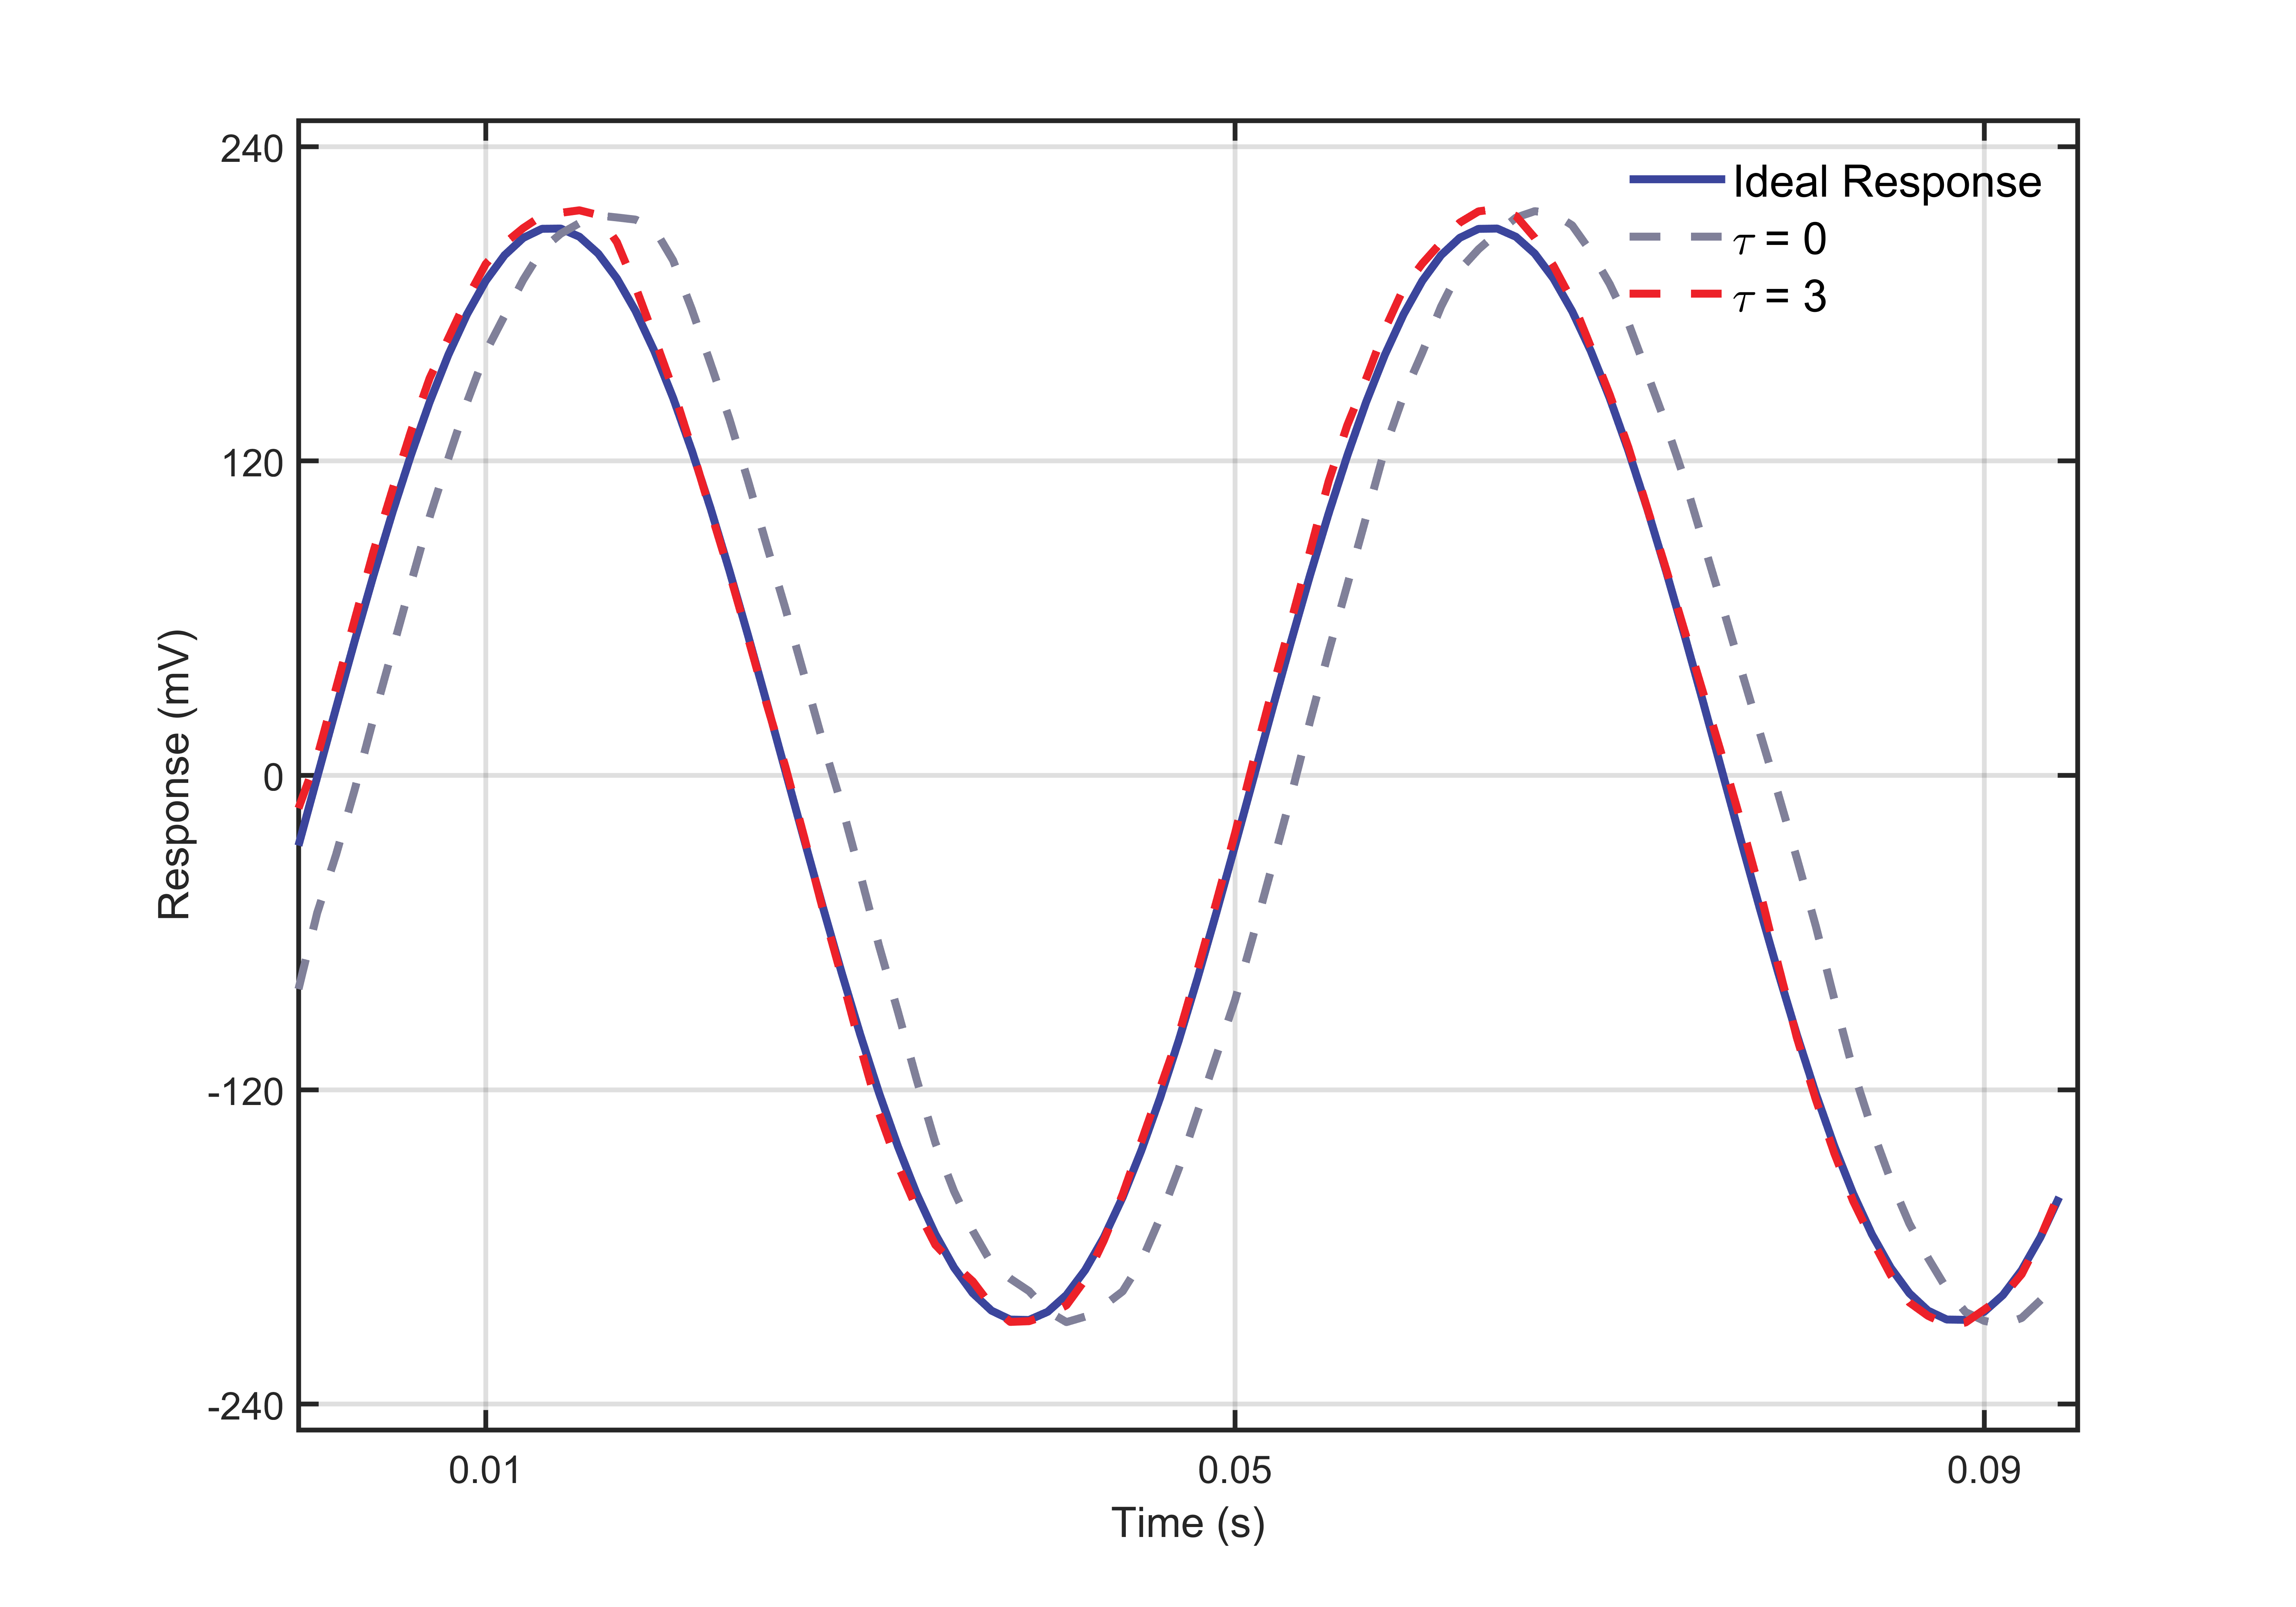 240
120
0
-120
-240
Response (mV)
Ideal Response
τ = 0
τ = 3
0.01
0.05
0.09
Time (s)